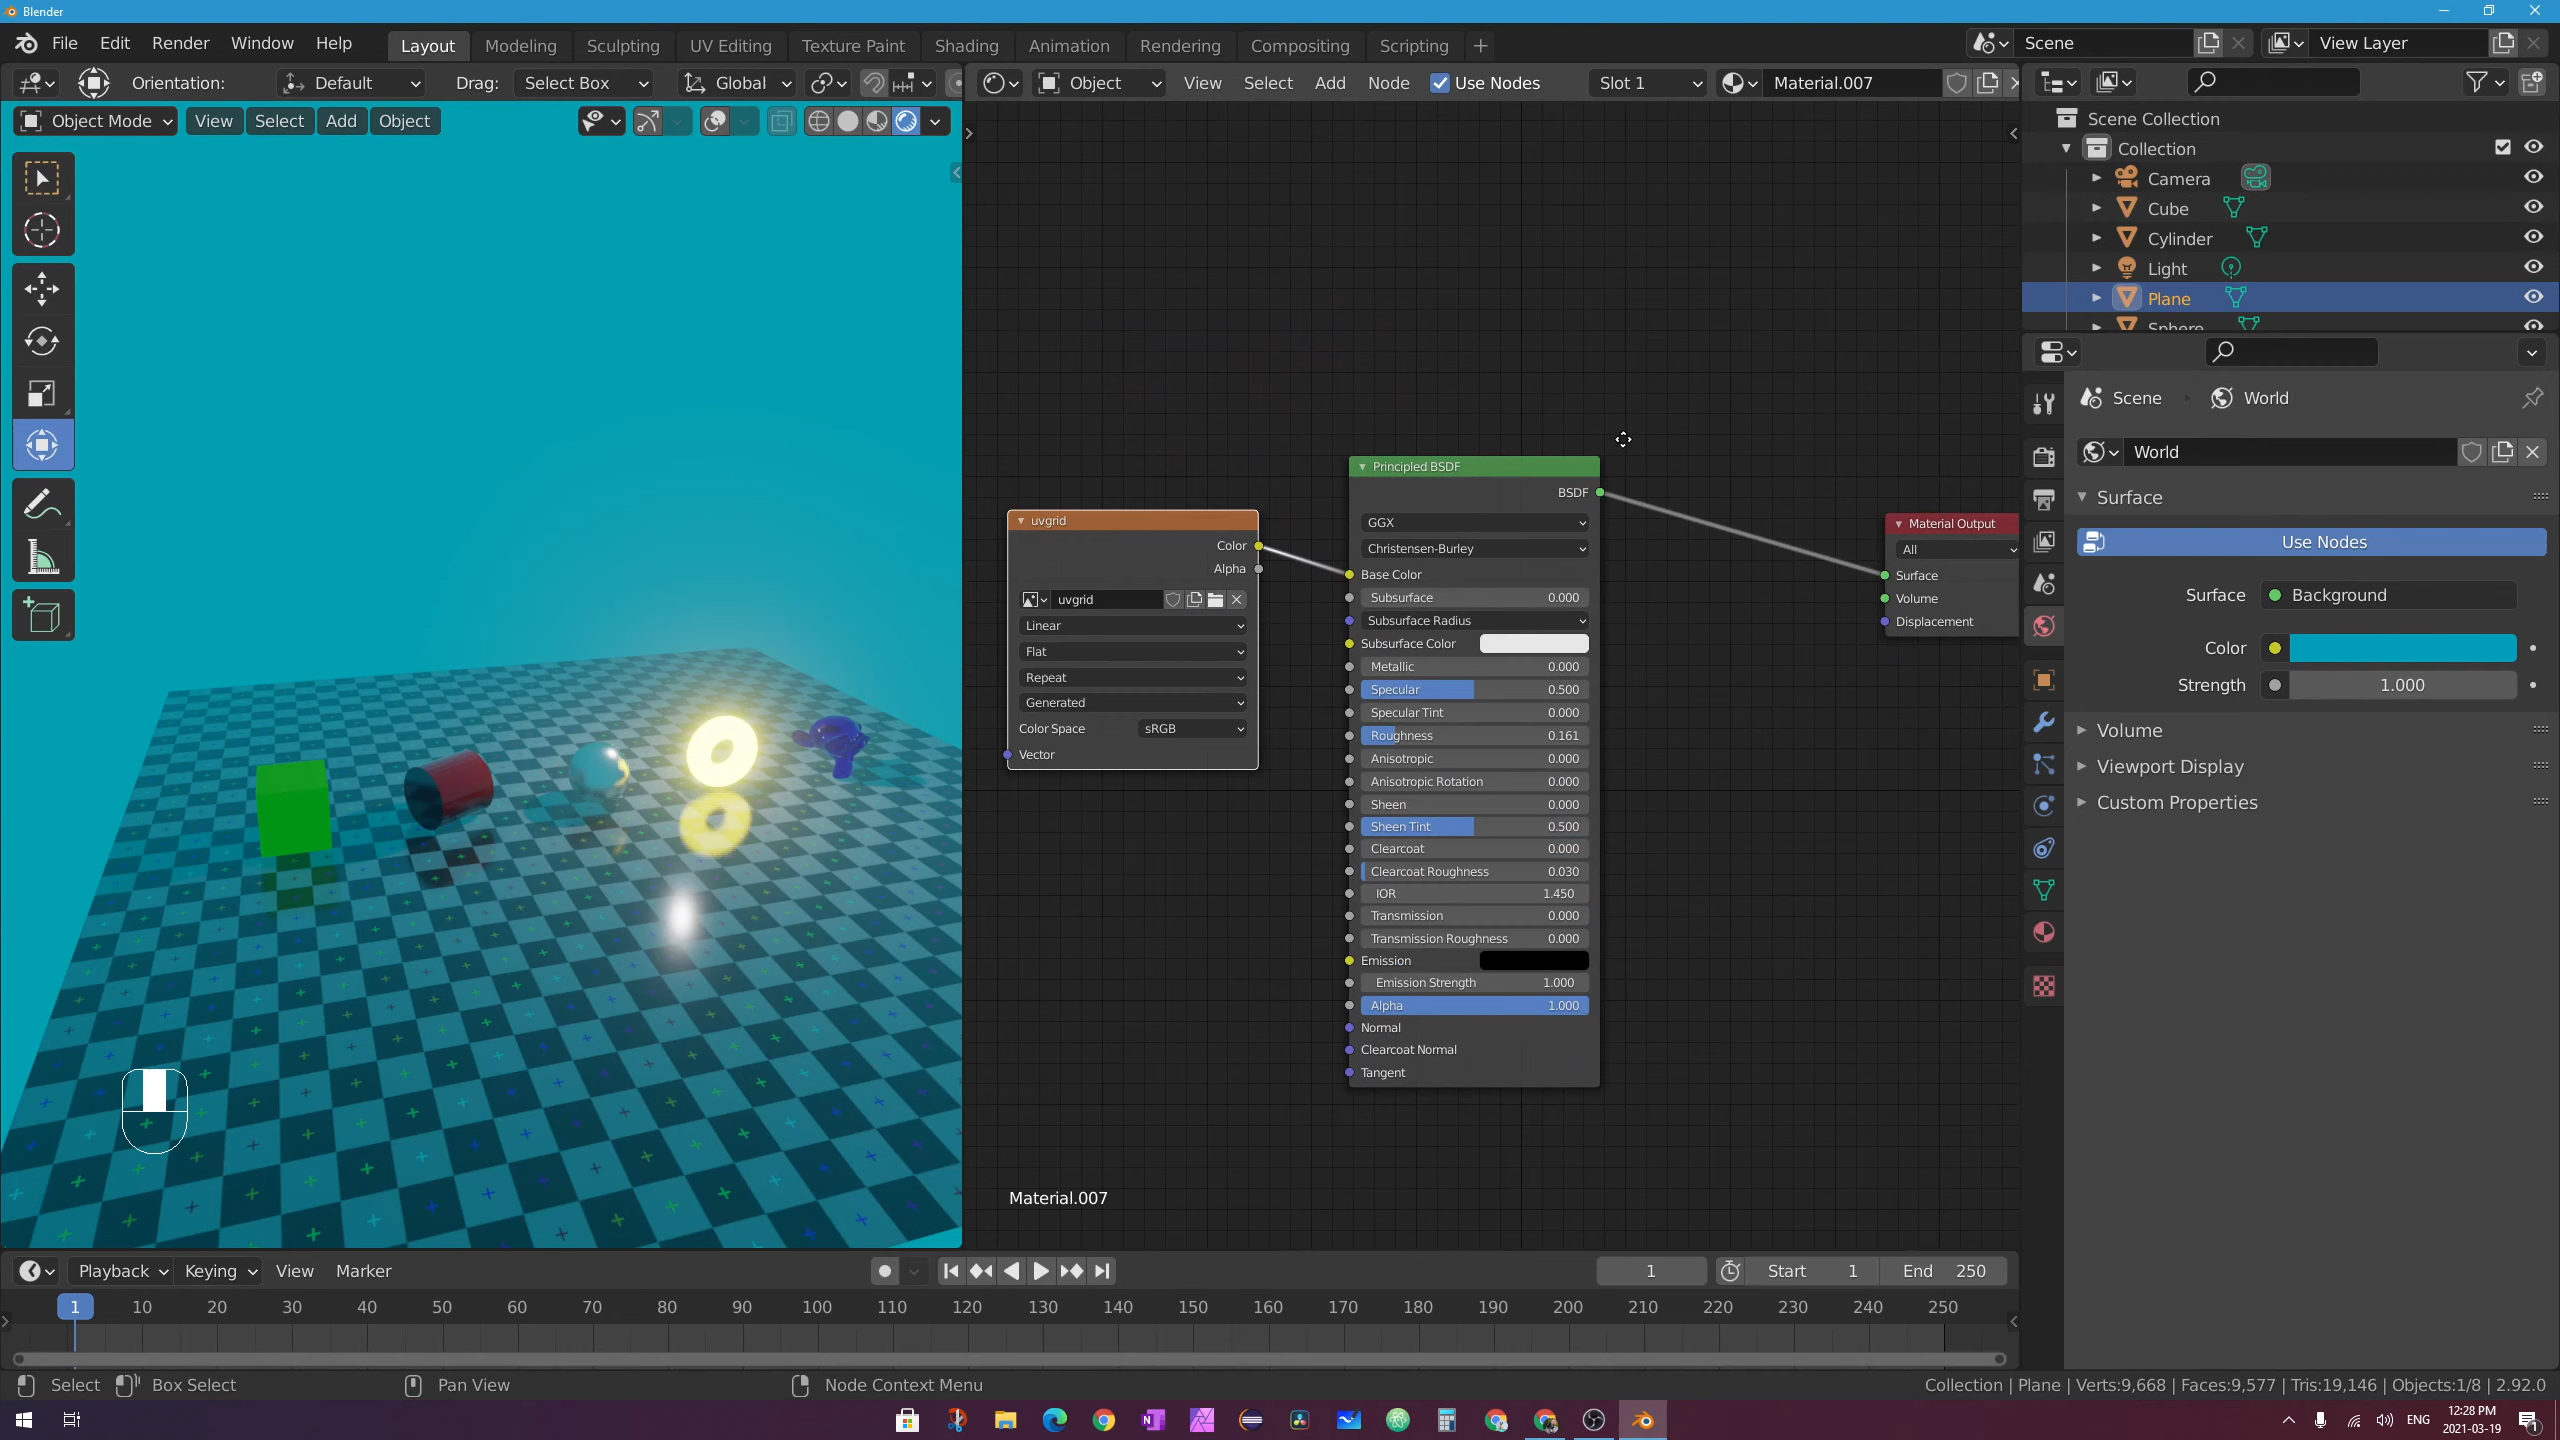 Blender
File Edit Render Window Help Layout Modeling Sculpting UV Editing Texture Paint Shading Animation Rendering Compositing Scripting + Scene View Layer
Orientation: Default Drag: Select Box Global Object View Select Add Node Use Nodes Slot 1 Material.007
Object Mode View Select Add Object
Scene Collection
Collection
Camera
Cube
Cylinder
Light
Plane
Sphere
Scene World
World
Surface
Use Nodes
Surface Background
Color
Strength 1.000
Volume
Viewport Display
Custom Properties
uvgrid
Color
Alpha
uvgrid
Linear
Flat
Repeat
Generated
Color Space sRGB
Vector
Principled BSDF
BSDF
GGX
Christensen-Burley
Base Color
Subsurface 0.000
Subsurface Radius
Subsurface Color
Metallic 0.000
Specular 0.500
Specular Tint 0.000
Roughness 0.161
Anisotropic 0.000
Anisotropic Rotation 0.000
Sheen 0.000
Sheen Tint 0.500
Clearcoat 0.000
Clearcoat Roughness 0.030
IOR 1.450
Transmission 0.000
Transmission Roughness 0.000
Emission
Emission Strength 1.000
Alpha 1.000
Normal
Clearcoat Normal
Tangent
Material Output
All
Surface
Volume
Displacement
Material.007
Playback Keying View Marker 1 Start 1 End 250
1 10 20 30 40 50 60 70 80 90 100 110 120 130 140 150 160 170 180 190 200 210 220 230 240 250
Select Box Select Pan View Node Context Menu Collection | Plane | Verts:9,668 | Faces:9,577 | Tris:19,146 | Objects:1/8 | 2.92.0
ENG 12:28 PM
2021-03-19
1